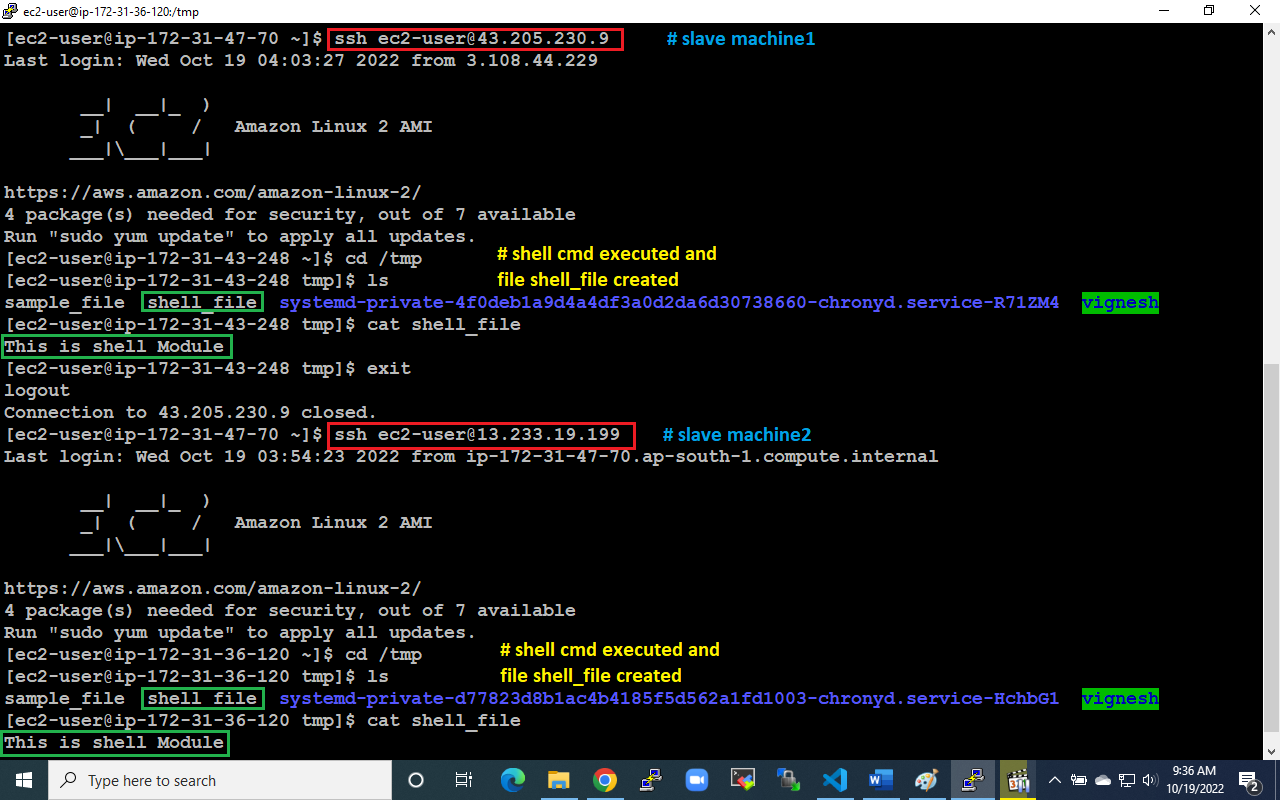 ec2-user@ip-172-31-36-120:/tmp
[ec2-user@ip-172-31-47-70 ~]$ ssh ec2-user@43.205.230.9 # slave machine1
Last login: Wed Oct 19 04:03:27 2022 from 3.108.44.229
__|  __|_  )
_|  (     /   Amazon Linux 2 AMI
___|\___|___|
https://aws.amazon.com/amazon-linux-2/
4 package(s) needed for security, out of 7 available
Run "sudo yum update" to apply all updates.
[ec2-user@ip-172-31-43-248 ~]$ cd /tmp # shell cmd executed and
[ec2-user@ip-172-31-43-248 tmp]$ ls file shell_file created
sample_file shell_file systemd-private-4f0deb1a9d4a4df3a0d2da6d30738660-chronyd.service-R71ZM4 vignesh
[ec2-user@ip-172-31-43-248 tmp]$ cat shell_file
This is shell Module
[ec2-user@ip-172-31-43-248 tmp]$ exit
logout
Connection to 43.205.230.9 closed.
[ec2-user@ip-172-31-47-70 ~]$ ssh ec2-user@13.233.19.199 # slave machine2
Last login: Wed Oct 19 03:54:23 2022 from ip-172-31-47-70.ap-south-1.compute.internal
__|  __|_  )
_|  (     /   Amazon Linux 2 AMI
___|\___|___|
https://aws.amazon.com/amazon-linux-2/
4 package(s) needed for security, out of 7 available
Run "sudo yum update" to apply all updates.
[ec2-user@ip-172-31-36-120 ~]$ cd /tmp # shell cmd executed and
[ec2-user@ip-172-31-36-120 tmp]$ ls file shell_file created
sample_file shell_file systemd-private-d77823d8b1ac4b4185f5d562a1fd1003-chronyd.service-HchbG1 vignesh
[ec2-user@ip-172-31-36-120 tmp]$ cat shell_file
This is shell Module
Type here to search
9:36 AM
10/19/2022
2